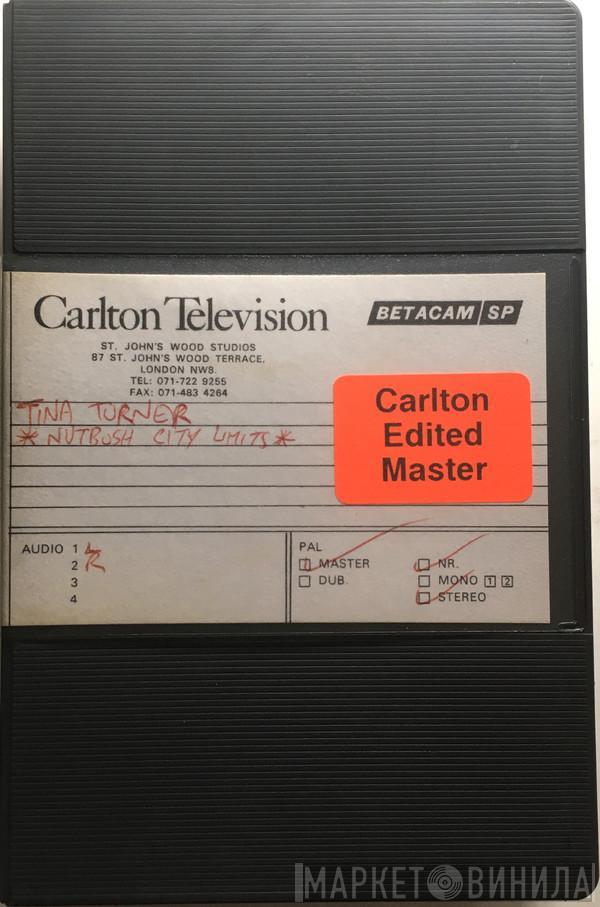 Carlton Television
BETACAM SP
ST. JOHN'S WOOD STUDIOS
87 ST. JOHN'S WOOD TERRACE,
LONDON NW8.
TEL: 071-722 9255
FAX: 071-483 4264
TINA TURNER
* NUTBUSH CITY LIMITS *
Carlton
Edited
Master
AUDIO 1 L
2 R
3
4
PAL
MASTER
DUB.
NR.
MONO 1 2
STEREO
МАРКЕТ ВИНИЛА